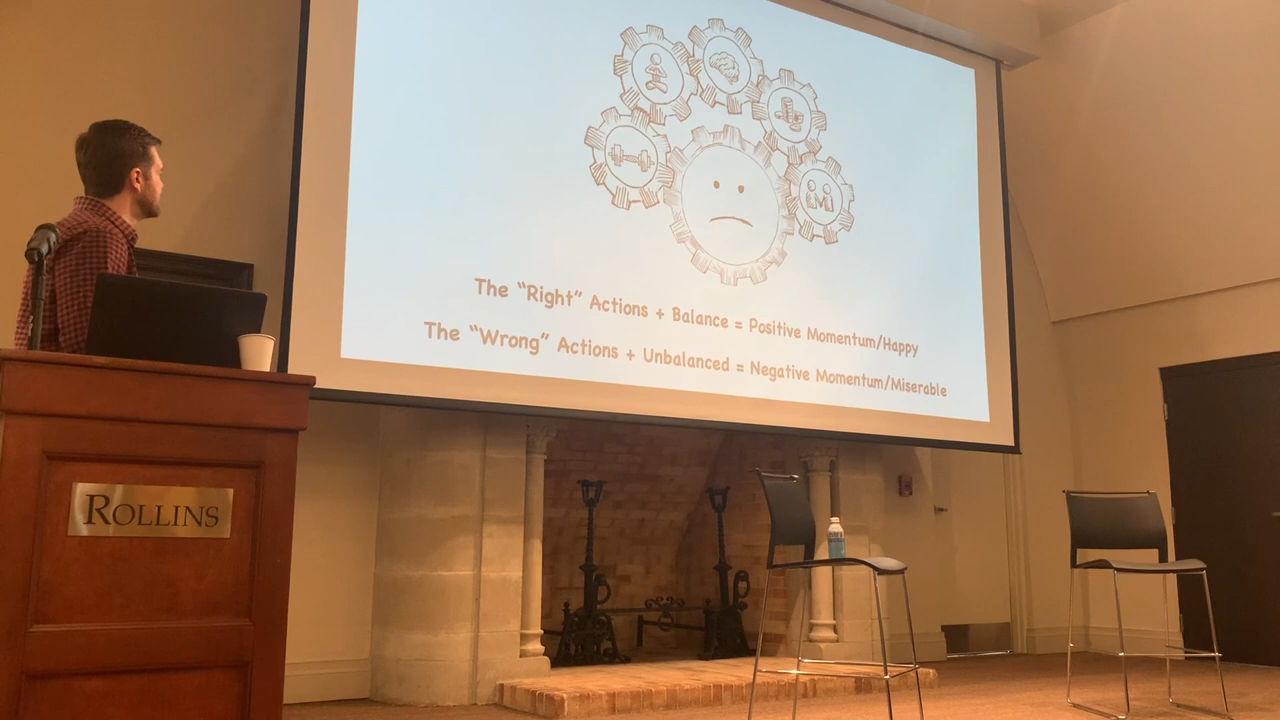 The “Right” Actions + Balance = Positive Momentum/Happy
The “Wrong” Actions + Unbalanced = Negative Momentum/Miserable
ROLLINS